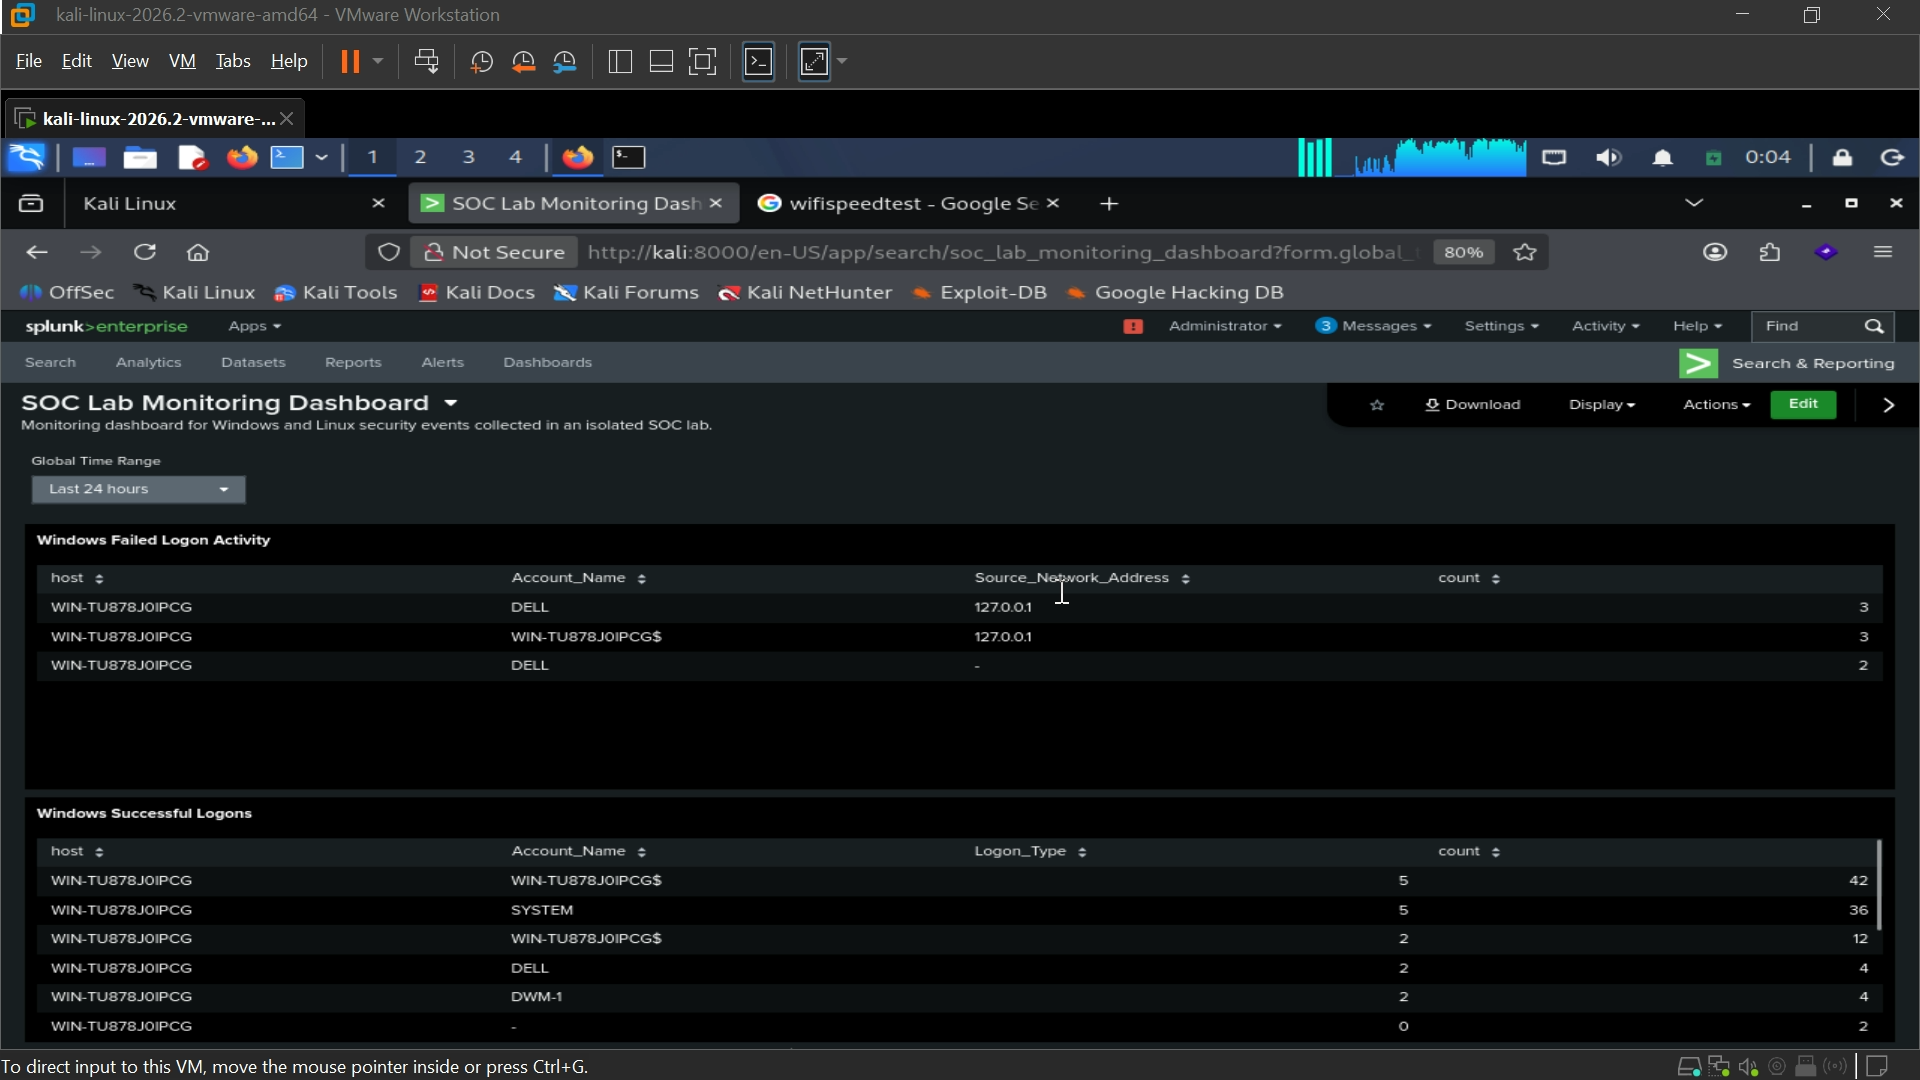 kali-linux-2026.2-vmware-amd64 - VMware Workstation
File Edit View VM Tabs Help
kali-linux-2026.2-vmware-...
1 2 3 4 0:04
Kali Linux SOC Lab Monitoring Dash wifispeedtest - Google Se
Not Secure http://kali:8000/en-US/app/search/soc_lab_monitoring_dashboard?form.global_ 80%
OffSec Kali Linux Kali Tools Kali Docs Kali Forums Kali NetHunter Exploit-DB Google Hacking DB
splunk>enterprise Apps ! Administrator 3 Messages Settings Activity Help Find
Search Analytics Datasets Reports Alerts Dashboards > Search & Reporting
SOC Lab Monitoring Dashboard Download Display Actions Edit
Monitoring dashboard for Windows and Linux security events collected in an isolated SOC lab.
Global Time Range
Last 24 hours
Windows Failed Logon Activity
host Account_Name Source_Network_Address count
WIN-TU878J0IPCG DELL 127.0.0.1 3
WIN-TU878J0IPCG WIN-TU878J0IPCG$ 127.0.0.1 3
WIN-TU878J0IPCG DELL - 2
Windows Successful Logons
host Account_Name Logon_Type count
WIN-TU878J0IPCG WIN-TU878J0IPCG$ 5 42
WIN-TU878J0IPCG SYSTEM 5 36
WIN-TU878J0IPCG WIN-TU878J0IPCG$ 2 12
WIN-TU878J0IPCG DELL 2 4
WIN-TU878J0IPCG DWM-1 2 4
WIN-TU878J0IPCG - 0 2
To direct input to this VM, move the mouse pointer inside or press Ctrl+G.